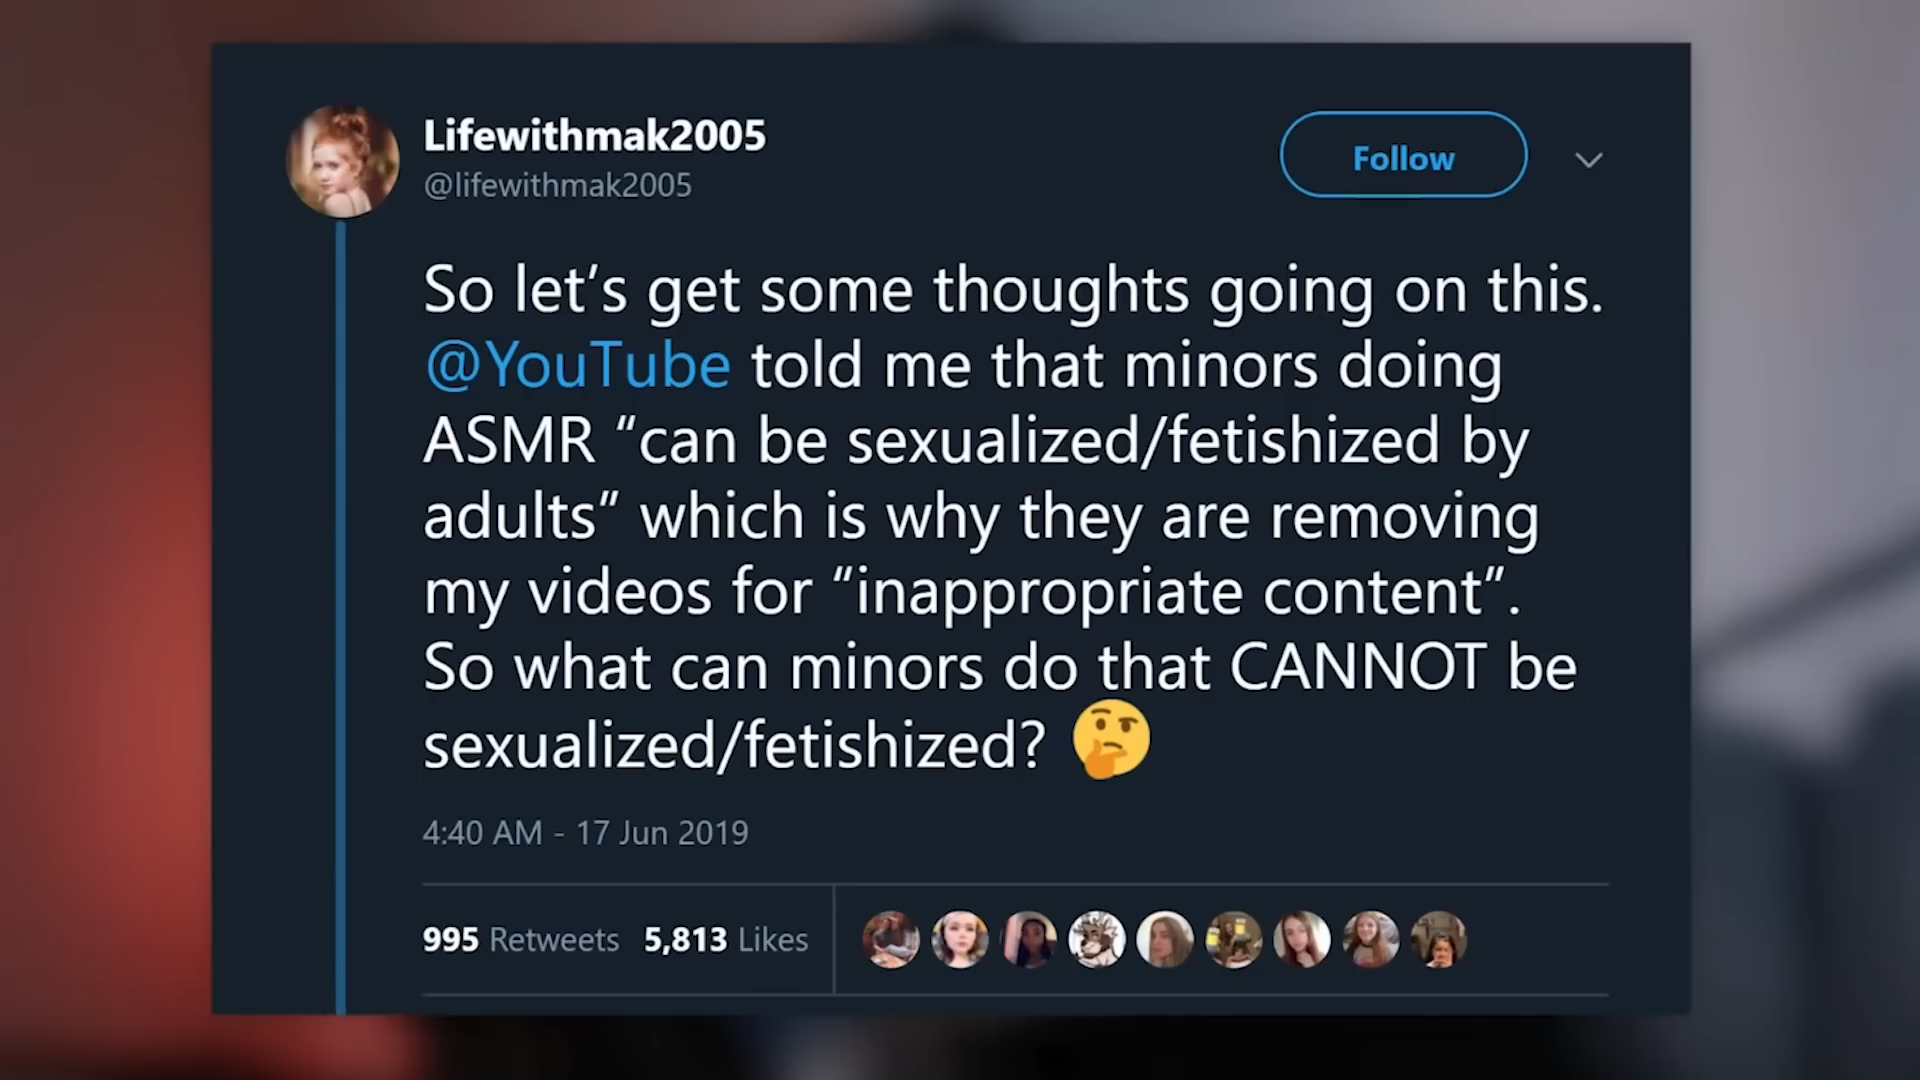 Lifewithmak2005
@lifewithmak2005
Follow
So let’s get some thoughts going on this.
@YouTube told me that minors doing
ASMR “can be sexualized/fetishized by
adults” which is why they are removing
my videos for “inappropriate content”.
So what can minors do that CANNOT be
sexualized/fetishized? 🤔
4:40 AM - 17 Jun 2019
995 Retweets 5,813 Likes